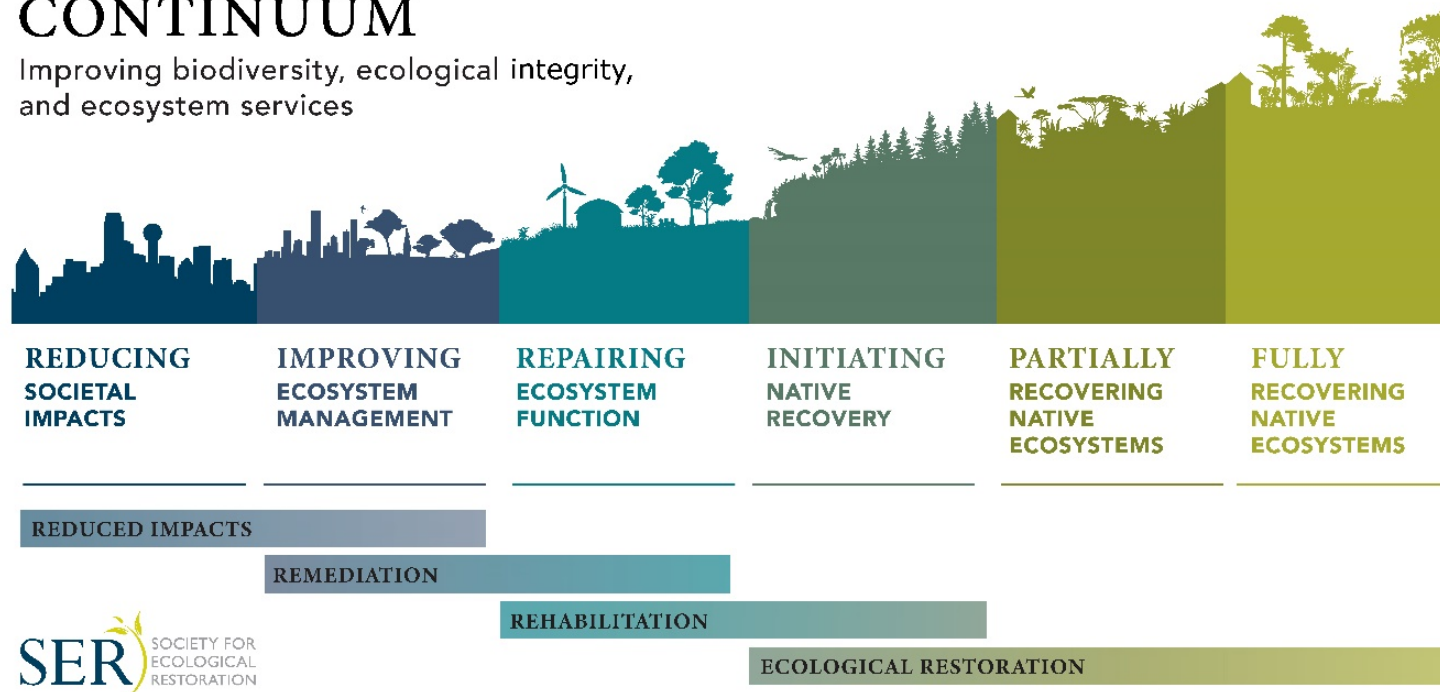 CONTINUUM
Improving biodiversity, ecological integrity,
and ecosystem services
REDUCING
SOCIETAL
IMPACTS
IMPROVING
ECOSYSTEM
MANAGEMENT
REPAIRING
ECOSYSTEM
FUNCTION
INITIATING
NATIVE
RECOVERY
PARTIALLY
RECOVERING
NATIVE
ECOSYSTEMS
FULLY
RECOVERING
NATIVE
ECOSYSTEMS
REDUCED IMPACTS
REMEDIATION
REHABILITATION
ECOLOGICAL RESTORATION
SER
SOCIETY FOR
ECOLOGICAL
RESTORATION